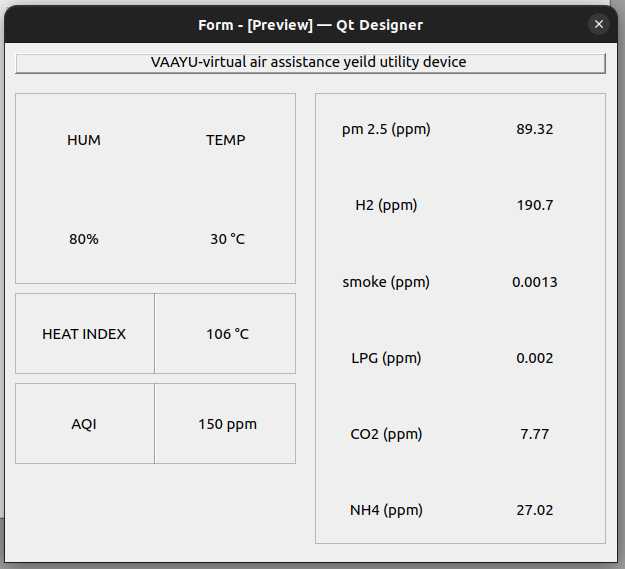 Form - [Preview] — Qt Designer
VAAYU-virtual air assistance yeild utility device
HUM TEMP
80% 30 °C
HEAT INDEX 106 °C
AQI 150 ppm
pm 2.5 (ppm) 89.32
H2 (ppm) 190.7
smoke (ppm) 0.0013
LPG (ppm) 0.002
CO2 (ppm) 7.77
NH4 (ppm) 27.02